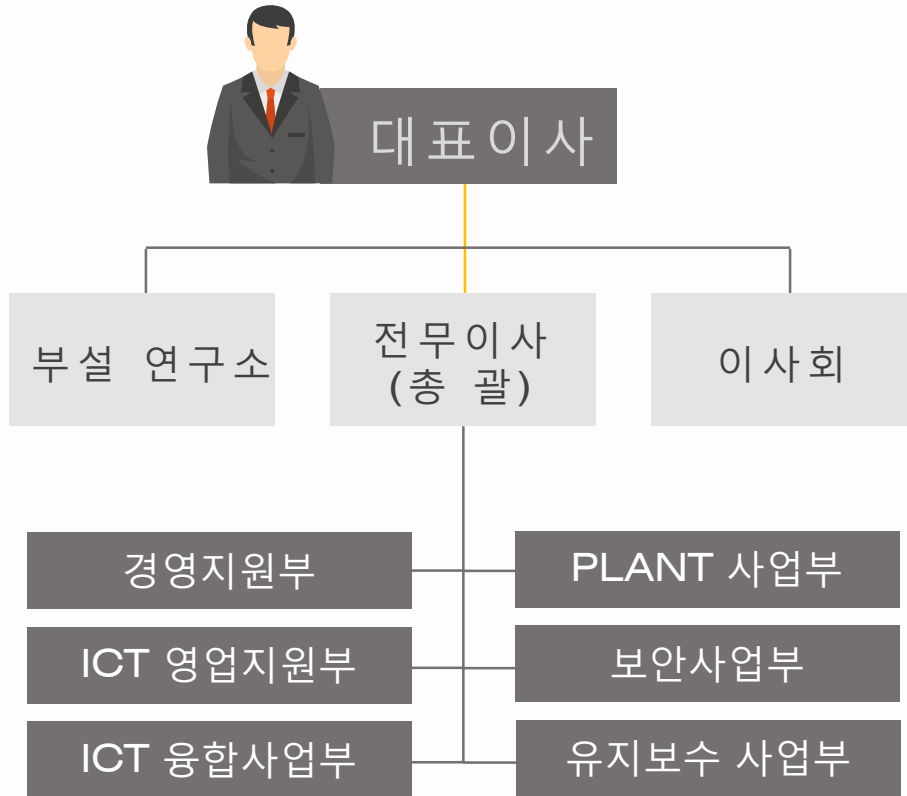 대표이사
부설 연구소
전무이사
(총 괄)
이사회
경영지원부
PLANT 사업부
ICT 영업지원부
보안사업부
ICT 융합사업부
유지보수 사업부